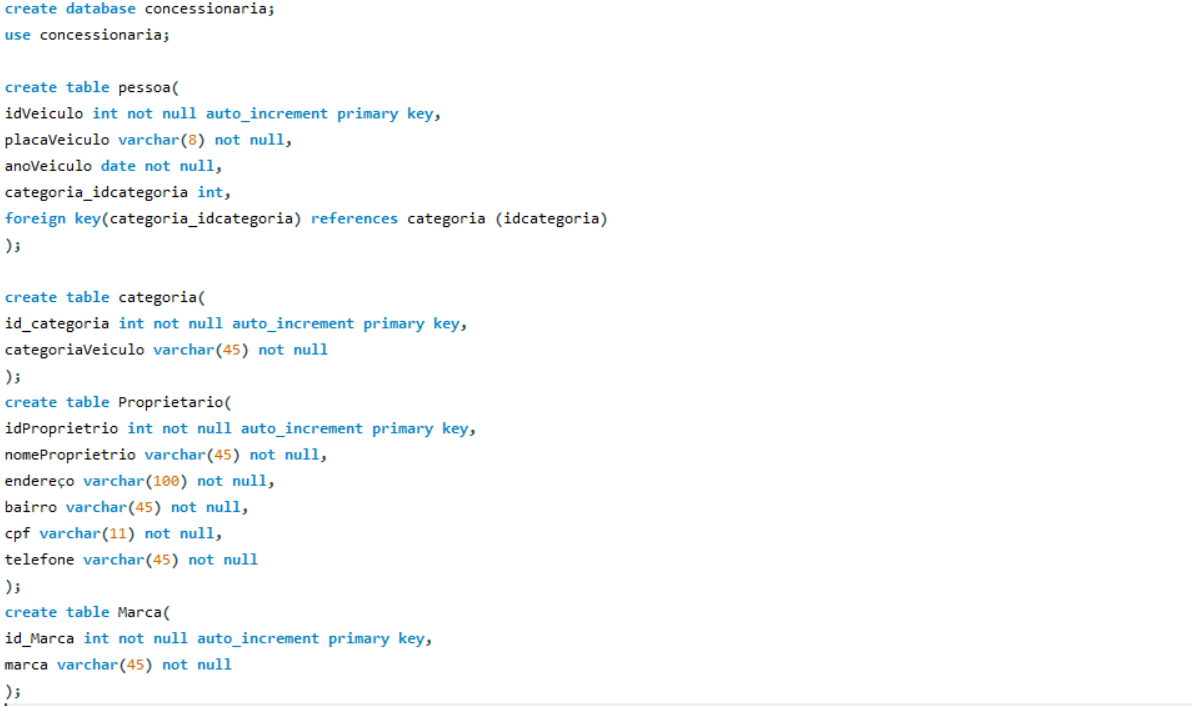 create database concessionaria;
use concessionaria;
create table pessoa(
idVeiculo int not null auto_increment primary key,
placaVeiculo varchar(8) not null,
anoVeiculo date not null,
categoria_idcategoria int,
foreign key(categoria_idcategoria) references categoria (idcategoria)
);
create table categoria(
id_categoria int not null auto_increment primary key,
categoriaVeiculo varchar(45) not null
);
create table Proprietario(
idProprietrio int not null auto_increment primary key,
nomeProprietrio varchar(45) not null,
endereço varchar(100) not null,
bairro varchar(45) not null,
cpf varchar(11) not null,
telefone varchar(45) not null
);
create table Marca(
id_Marca int not null auto_increment primary key,
marca varchar(45) not null
);